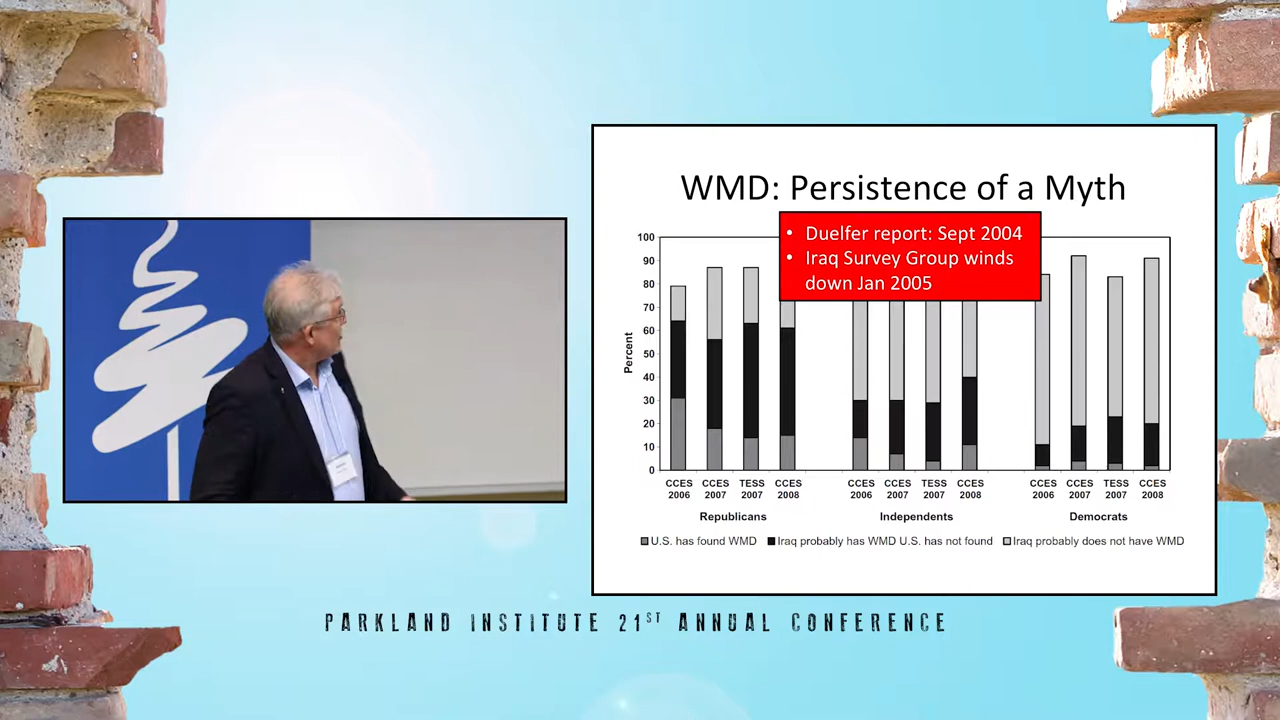 WMD: Persistence of a Myth
• Duelfer report: Sept 2004
• Iraq Survey Group winds
down Jan 2005
100
90
80
70
60
50
40
30
20
10
0
Percent
CCES 2006
CCES 2007
TESS 2007
CCES 2008
CCES 2006
CCES 2007
TESS 2007
CCES 2008
CCES 2006
CCES 2007
TESS 2007
CCES 2008
Republicans
Independents
Democrats
U.S. has found WMD
Iraq probably has WMD U.S. has not found
Iraq probably does not have WMD
PARKLAND INSTITUTE 21ST ANNUAL CONFERENCE